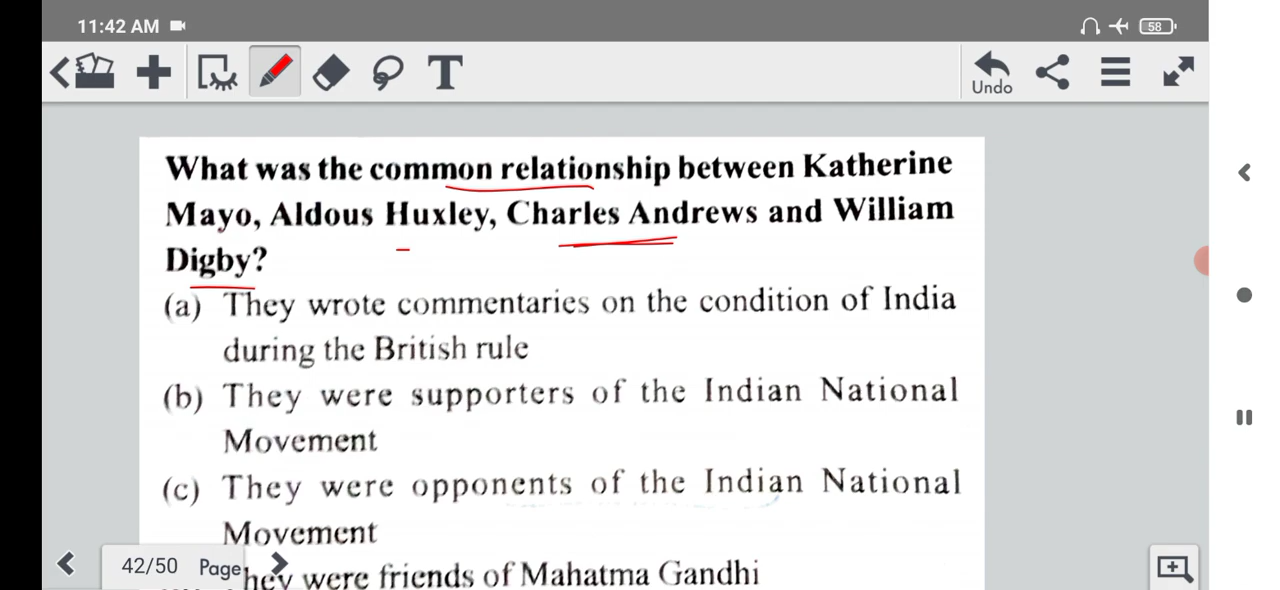 11:42 AM
58
T
Undo
What was the common relationship between Katherine
Mayo, Aldous Huxley, Charles Andrews and William
Digby?
(a) They wrote commentaries on the condition of India
during the British rule
(b) They were supporters of the Indian National
Movement
(c) They were opponents of the Indian National
Movement
hey were friends of Mahatma Gandhi
42/50 Page